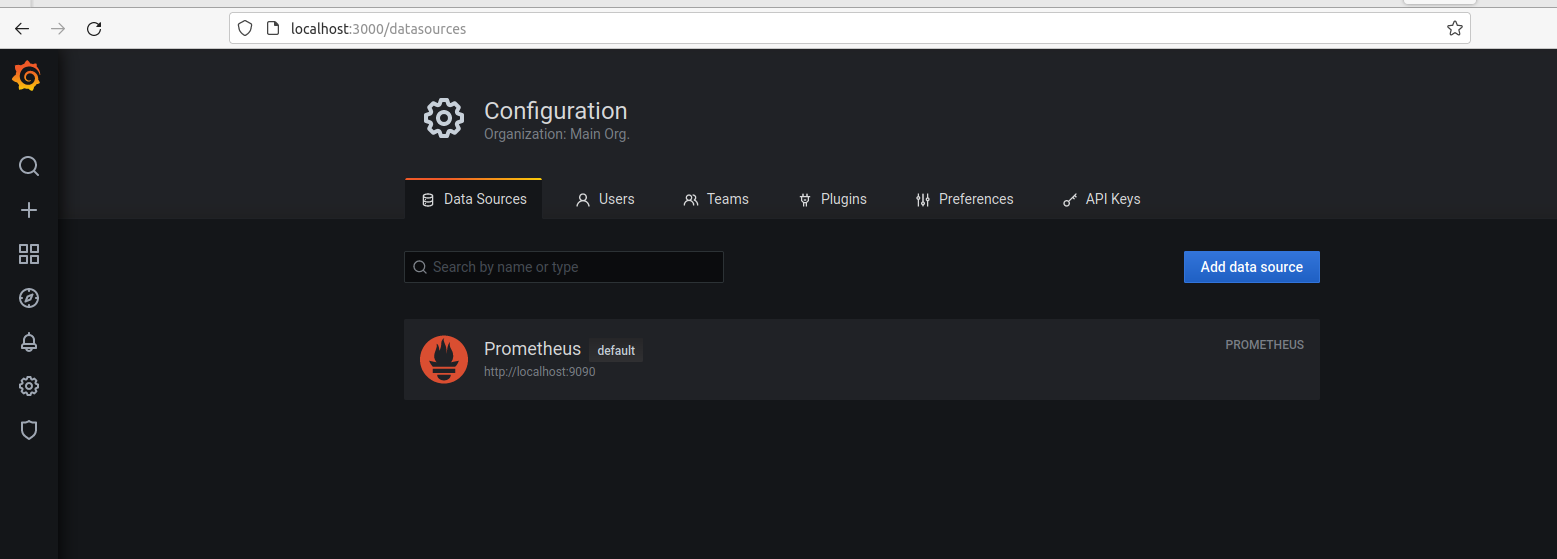 localhost:3000/datasources
Configuration
Organization: Main Org.
Data Sources Users Teams Plugins Preferences API Keys
Search by name or type Add data source
Prometheus default PROMETHEUS
http://localhost:9090